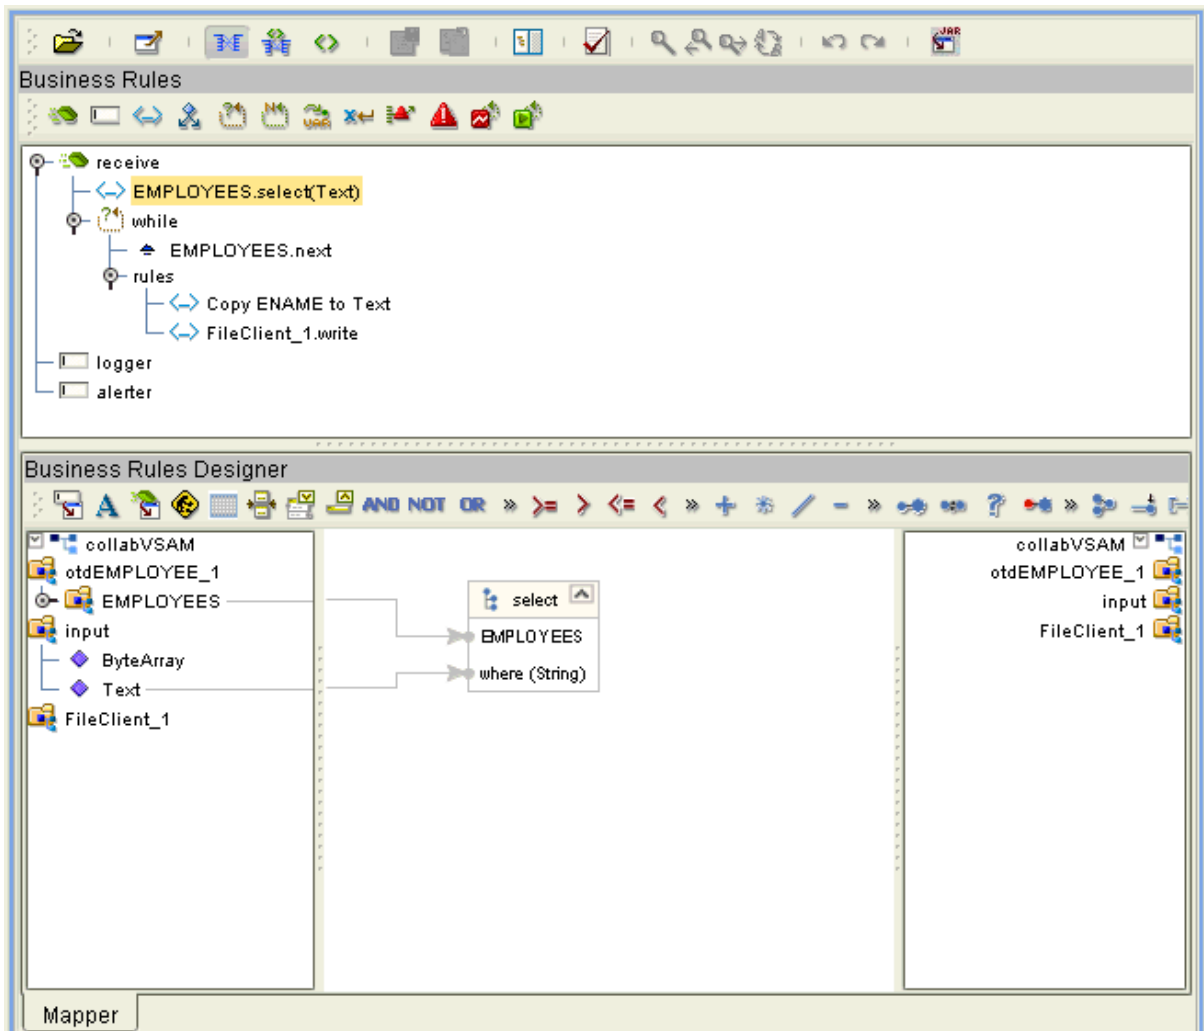 JAR
Business Rules
VAR
receive
EMPLOYEES.select(Text)
while
EMPLOYEES.next
rules
Copy ENAME to Text
FileClient_1.write
logger
alerter
Business Rules Designer
A AND NOT OR » >= > <= < » + / - » ? »
collabVSAM
otdEMPLOYEE_1
EMPLOYEES
input
ByteArray
Text
FileClient_1
select
EMPLOYEES
where (String)
collabVSAM
otdEMPLOYEE_1
input
FileClient_1
Mapper